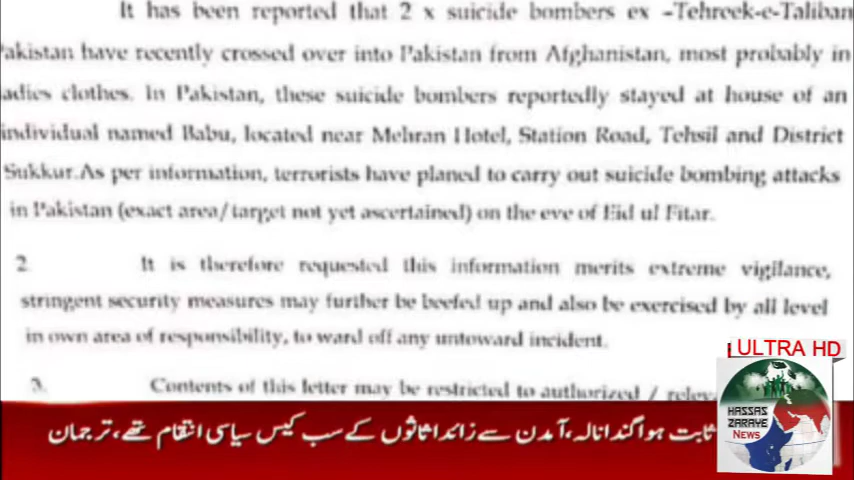 It has been reported that 2 x suicide bombers ex -Tehreek-e-Taliban
Pakistan have recently crossed over into Pakistan from Afghanistan, most probably in
adies clothes. In Pakistan, these suicide bombers reportedly stayed at house of an
individual named Babu, located near Mehran Hotel, Station Road, Tehsil and District
Sukkur.As per information, terrorists have planed to carry out suicide bombing attacks
in Pakistan (exact area/target not yet ascertained) on the eve of Eid ul Fitar.
2 It is therefore requested this information merits extreme vigilance,
stringent security measures may further be beefed up and also be exercised by all level
in own area of responsibility, to ward off any untoward incident.
3. Contents of this letter may be restricted to authorized / relev
ULTRA HD
HASSAS
ZARAYE
News
ثابت ہوا گندا نالہ، آمدن سے زائد اثاثوں کے سب کیس سیاسی انتقام تھے، ترجمان